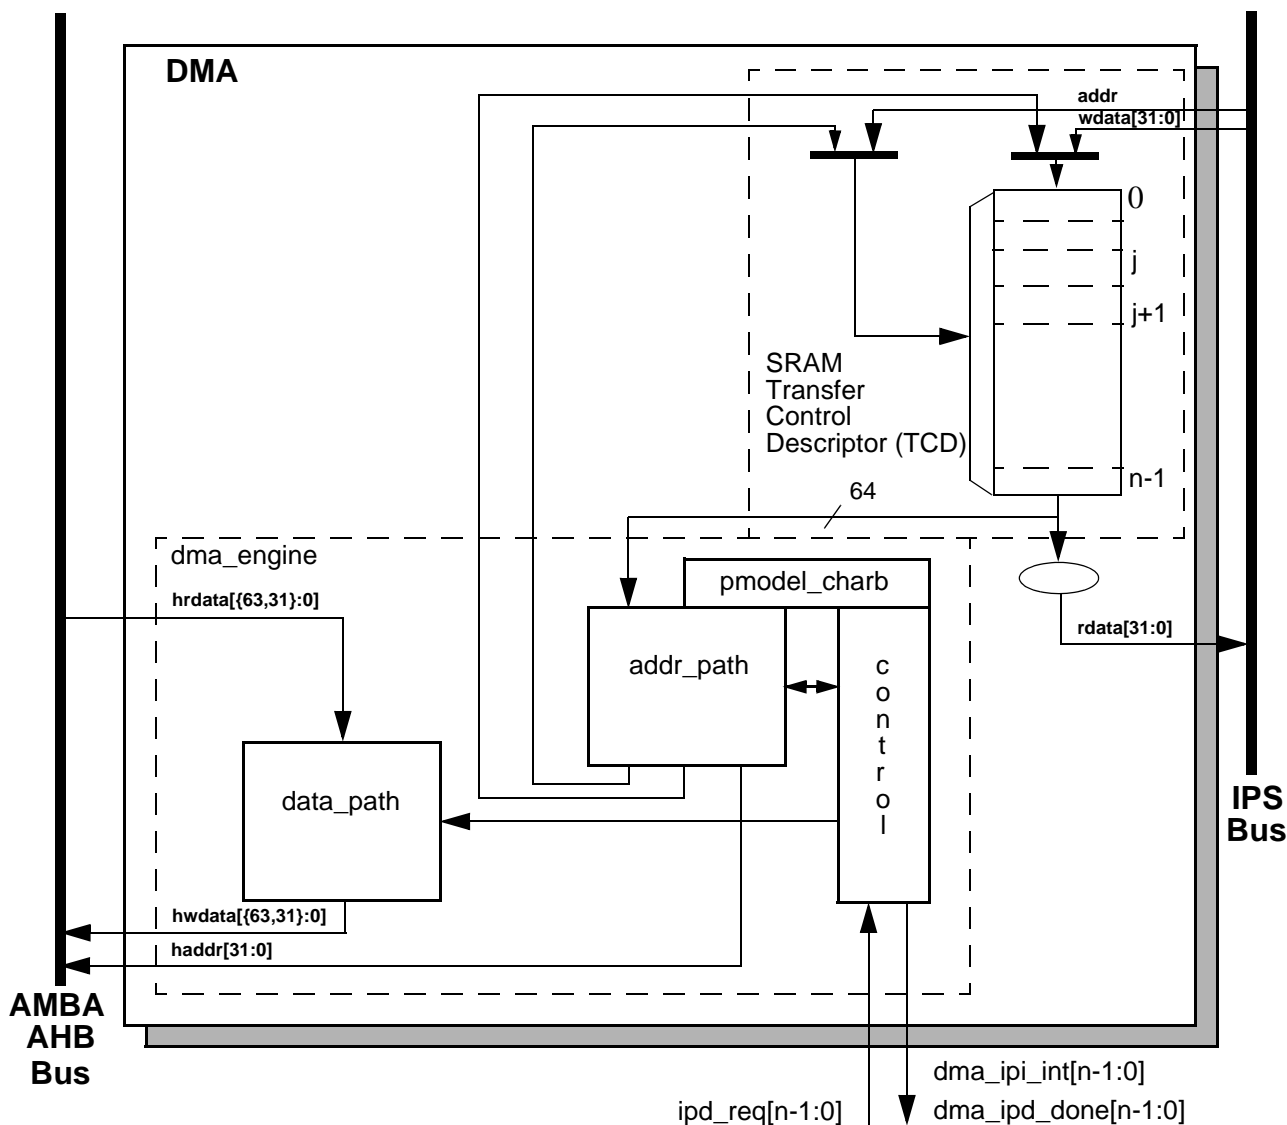 DMA
addr
wdata[31:0]
0
j
j+1
n-1
SRAM
Transfer
Control
Descriptor (TCD)
64
dma_engine
hrdata[{63,31}:0]
pmodel_charb
addr_path
control
rdata[31:0]
data_path
hwdata[{63,31}:0]
haddr[31:0]
IPS
Bus
AMBA
AHB
Bus
dma_ipi_int[n-1:0]
ipd_req[n-1:0]
dma_ipd_done[n-1:0]